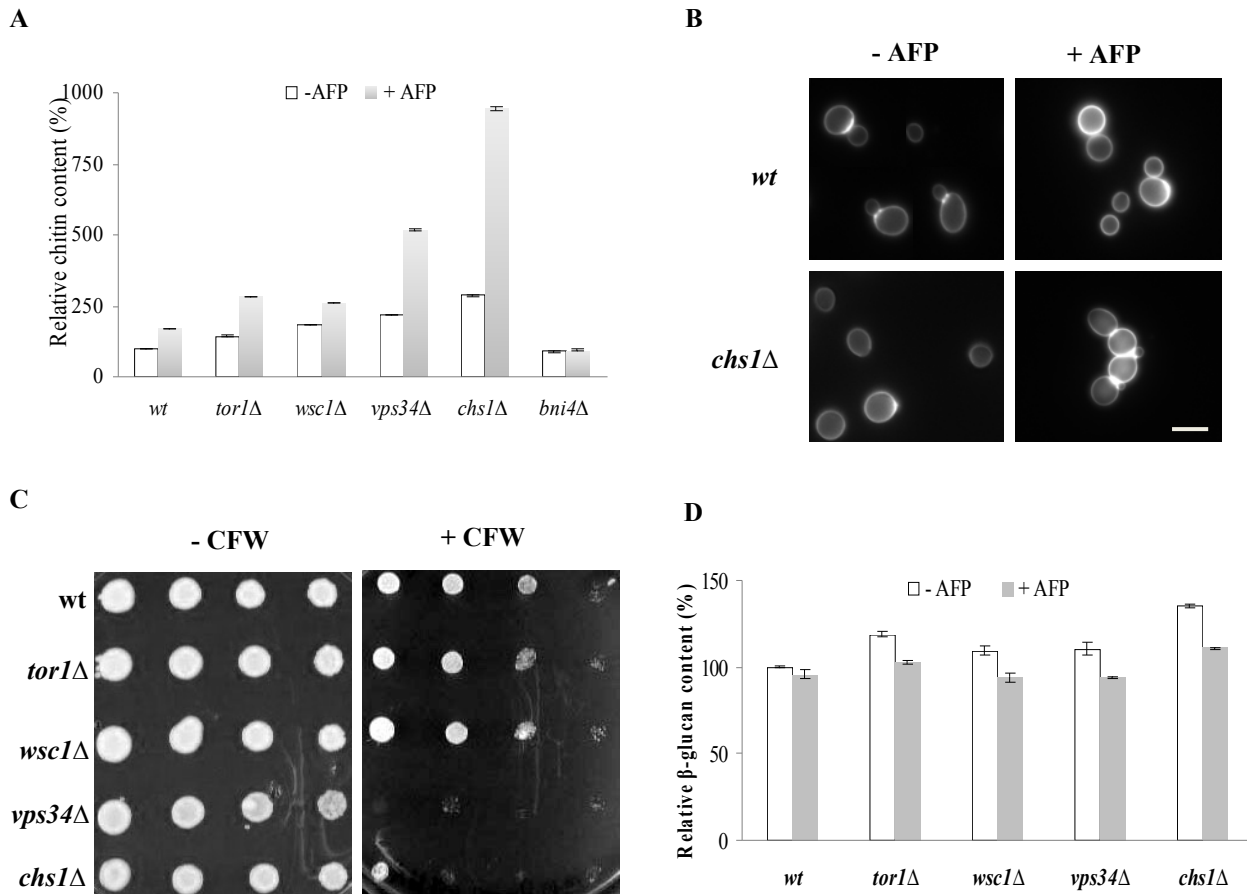 A
Relative chitin content (%)
1000
750
500
250
0
-AFP + AFP
wt tor1Δ wsc1Δ vps34Δ chs1Δ bni4Δ
B
- AFP + AFP
wt
chs1Δ
C
- CFW + CFW
wt
tor1Δ
wsc1Δ
vps34Δ
chs1Δ
D
Relative β-glucan content (%)
150
100
50
0
- AFP + AFP
wt tor1Δ wsc1Δ vps34Δ chs1Δ